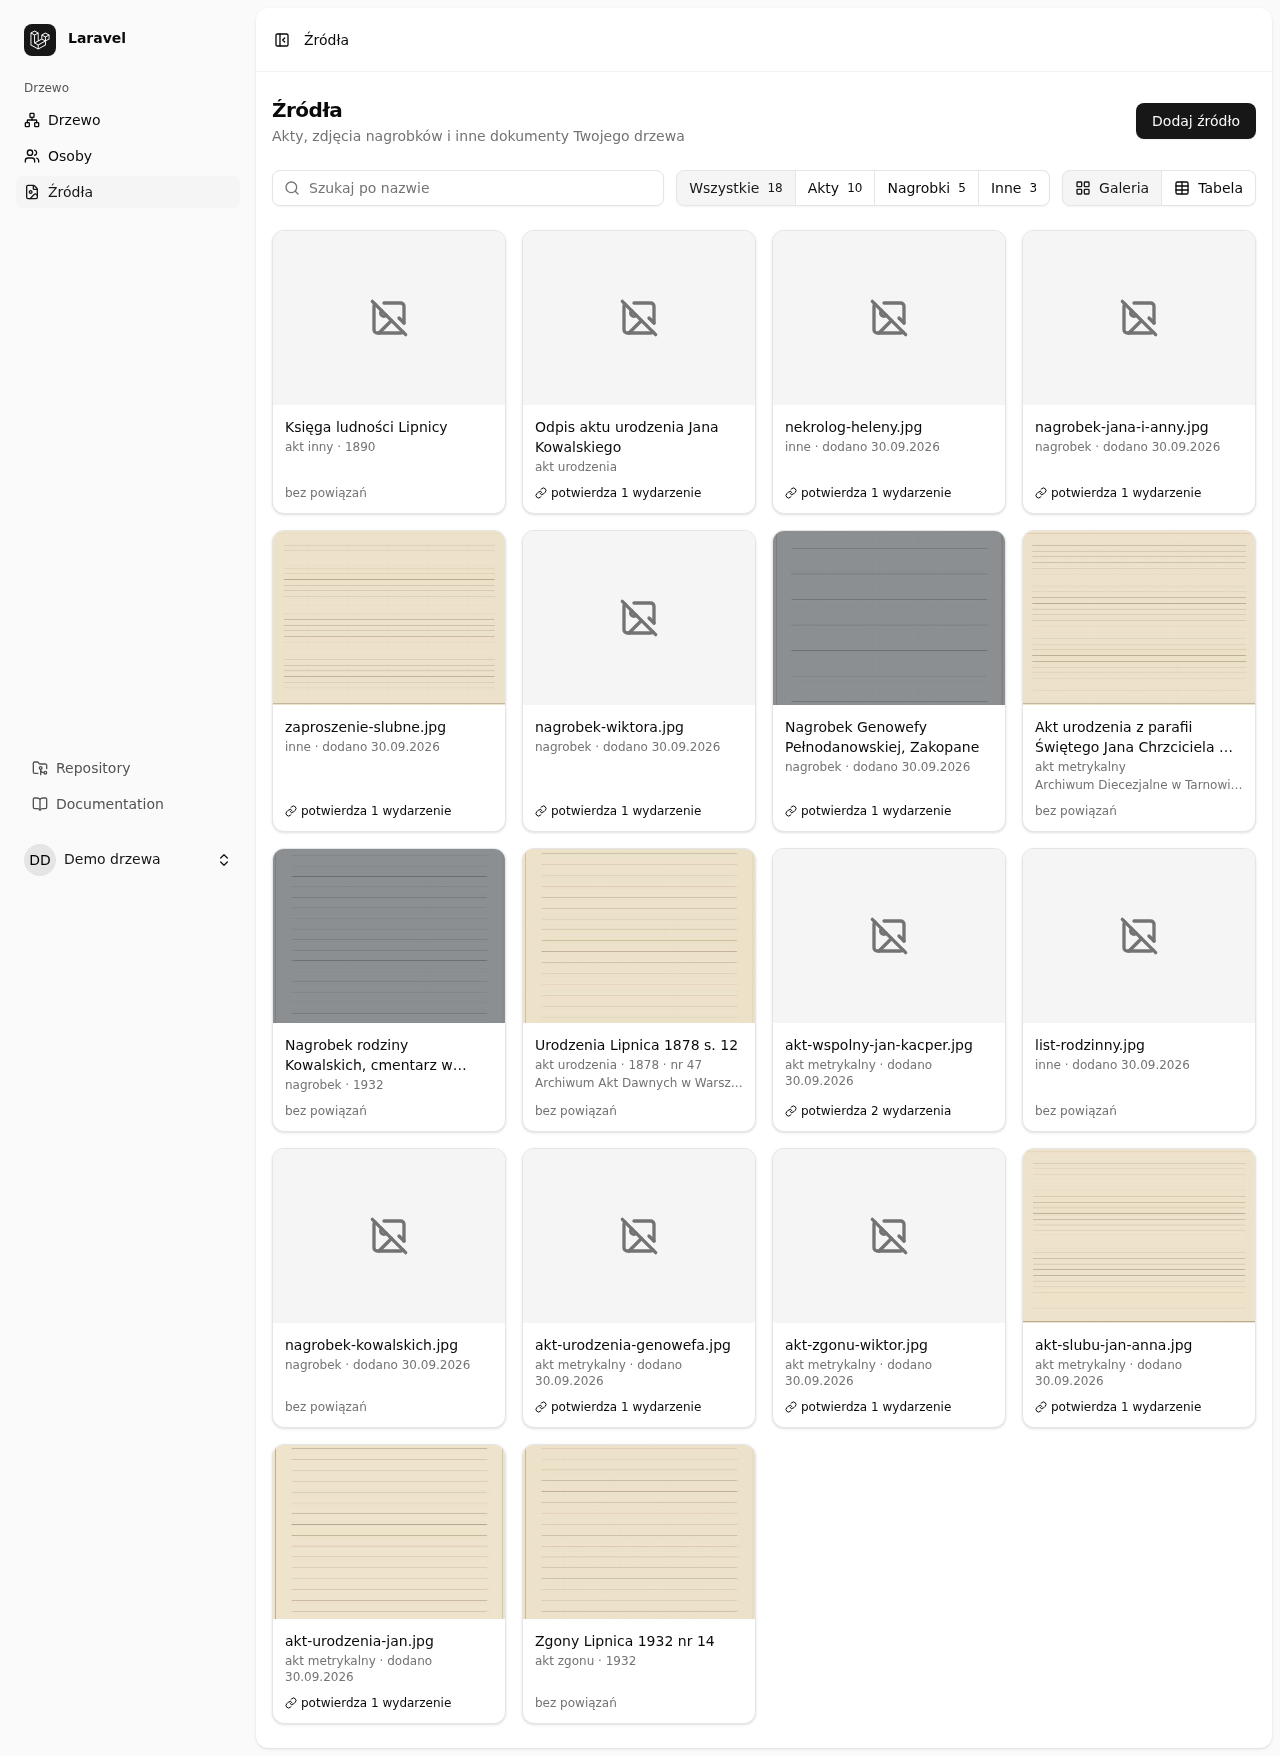 Laravel
Drzewo
Drzewo
Osoby
Źródła
Repository
Documentation
DD Demo drzewa
Źródła
Źródła
Akty, zdjęcia nagrobków i inne dokumenty Twojego drzewa
Dodaj źródło
Szukaj po nazwie
Wszystkie 18 Akty 10 Nagrobki 5 Inne 3
Galeria Tabela
Księga ludności Lipnicy
akt inny · 1890
bez powiązań
Odpis aktu urodzenia Jana
Kowalskiego
akt urodzenia
potwierdza 1 wydarzenie
nekrolog-heleny.jpg
inne · dodano 30.09.2026
potwierdza 1 wydarzenie
nagrobek-jana-i-anny.jpg
nagrobek · dodano 30.09.2026
potwierdza 1 wydarzenie
zaproszenie-slubne.jpg
inne · dodano 30.09.2026
potwierdza 1 wydarzenie
nagrobek-wiktora.jpg
nagrobek · dodano 30.09.2026
potwierdza 1 wydarzenie
Nagrobek Genowefy
Pełnodanowskiej, Zakopane
nagrobek · dodano 30.09.2026
potwierdza 1 wydarzenie
Akt urodzenia z parafii
Świętego Jana Chrzciciela ...
akt metrykalny
Archiwum Diecezjalne w Tarnowi...
bez powiązań
Nagrobek rodziny
Kowalskich, cmentarz w...
nagrobek · 1932
bez powiązań
Urodzenia Lipnica 1878 s. 12
akt urodzenia · 1878 · nr 47
Archiwum Akt Dawnych w Warsz...
bez powiązań
akt-wspolny-jan-kacper.jpg
akt metrykalny · dodano
30.09.2026
potwierdza 2 wydarzenia
list-rodzinny.jpg
inne · dodano 30.09.2026
bez powiązań
nagrobek-kowalskich.jpg
nagrobek · dodano 30.09.2026
bez powiązań
akt-urodzenia-genowefa.jpg
akt metrykalny · dodano
30.09.2026
potwierdza 1 wydarzenie
akt-zgonu-wiktor.jpg
akt metrykalny · dodano
30.09.2026
potwierdza 1 wydarzenie
akt-slubu-jan-anna.jpg
akt metrykalny · dodano
30.09.2026
potwierdza 1 wydarzenie
akt-urodzenia-jan.jpg
akt metrykalny · dodano
30.09.2026
potwierdza 1 wydarzenie
Zgony Lipnica 1932 nr 14
akt zgonu · 1932
bez powiązań